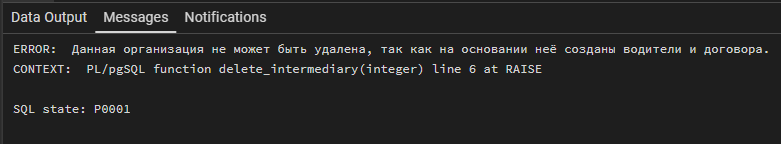 Data Output Messages Notifications
ERROR: Данная организация не может быть удалена, так как на основании неё созданы водители и договора.
CONTEXT: PL/pgSQL function delete_intermediary(integer) line 6 at RAISE
SQL state: P0001